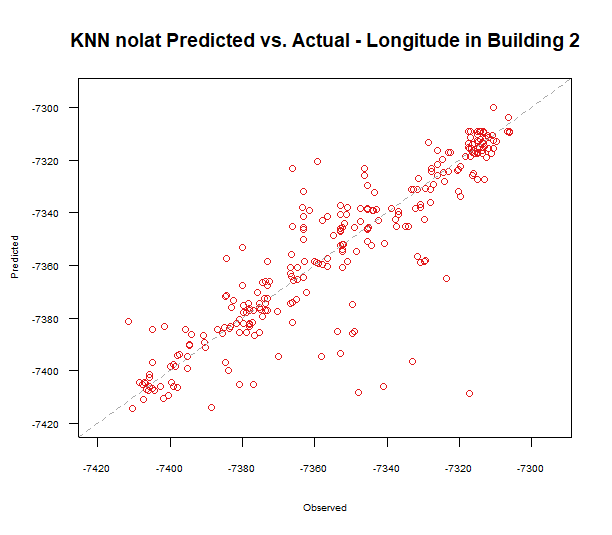 KNN nolat Predicted vs. Actual - Longitude in Building 2
-7300
-7320
-7340
-7360
-7380
-7400
-7420
Predicted
-7420 -7400 -7380 -7360 -7340 -7320 -7300
Observed